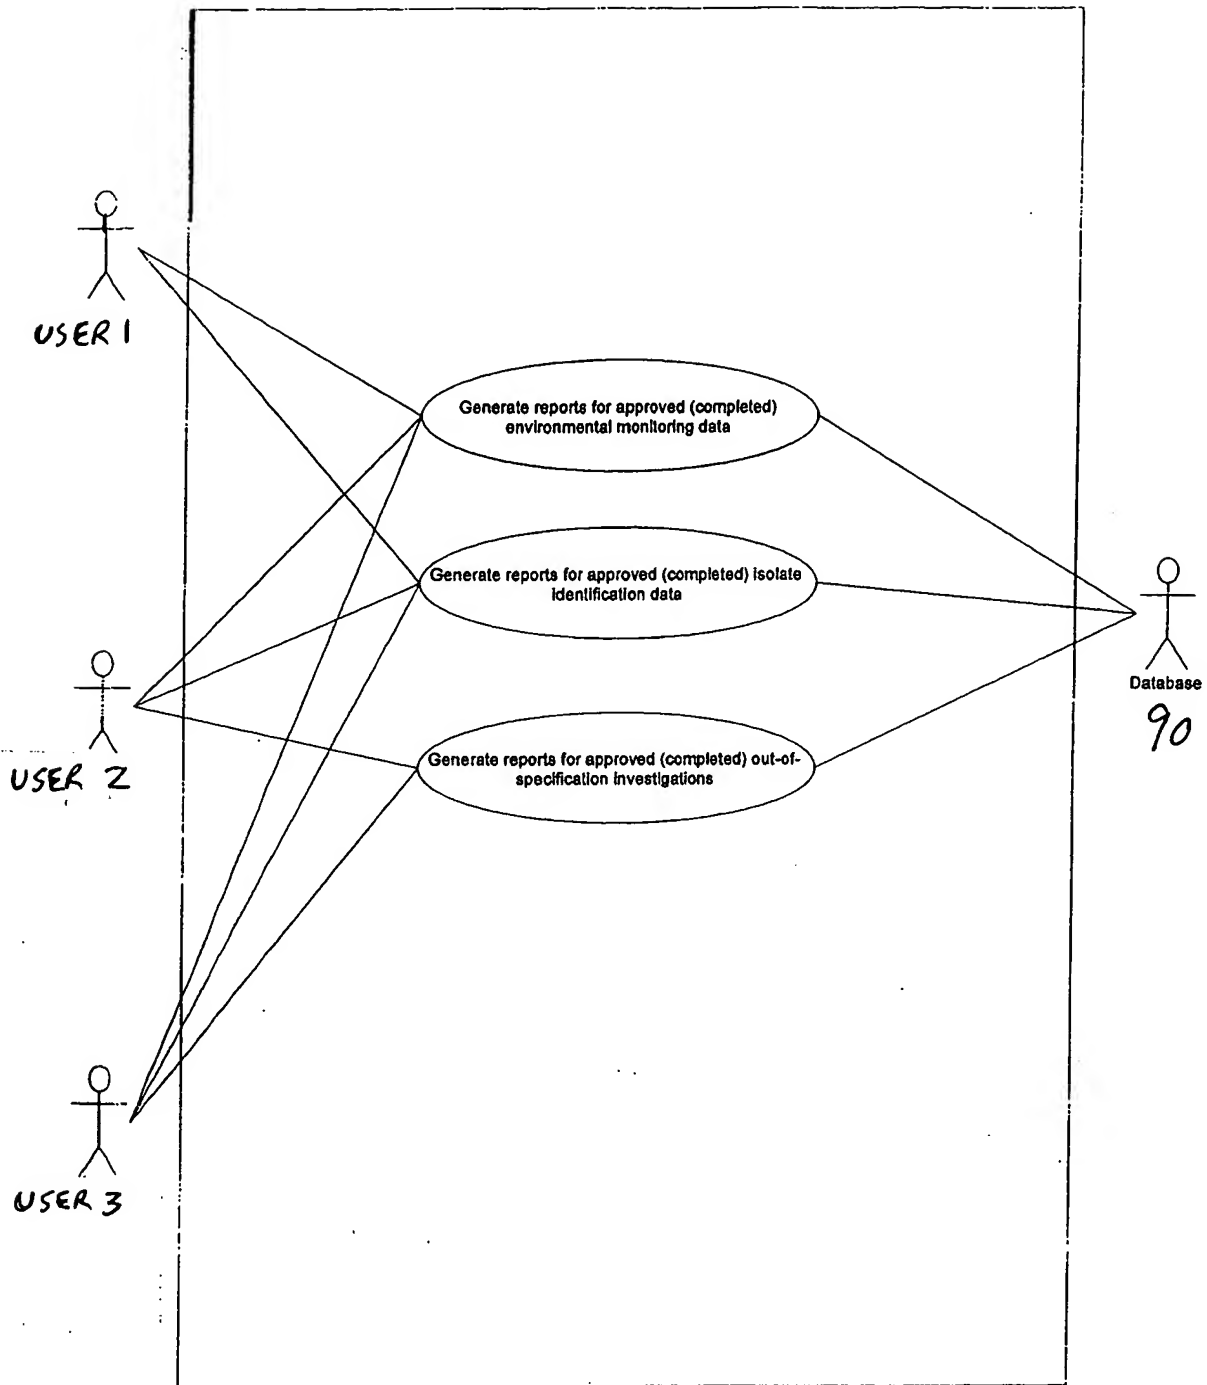 USER 1
Generate reports for approved (completed)
environmental monitoring data
Generate reports for approved (completed) isolate
identification data
Database
90
USER 2
Generate reports for approved (completed) out-of-
specification investigations
USER 3